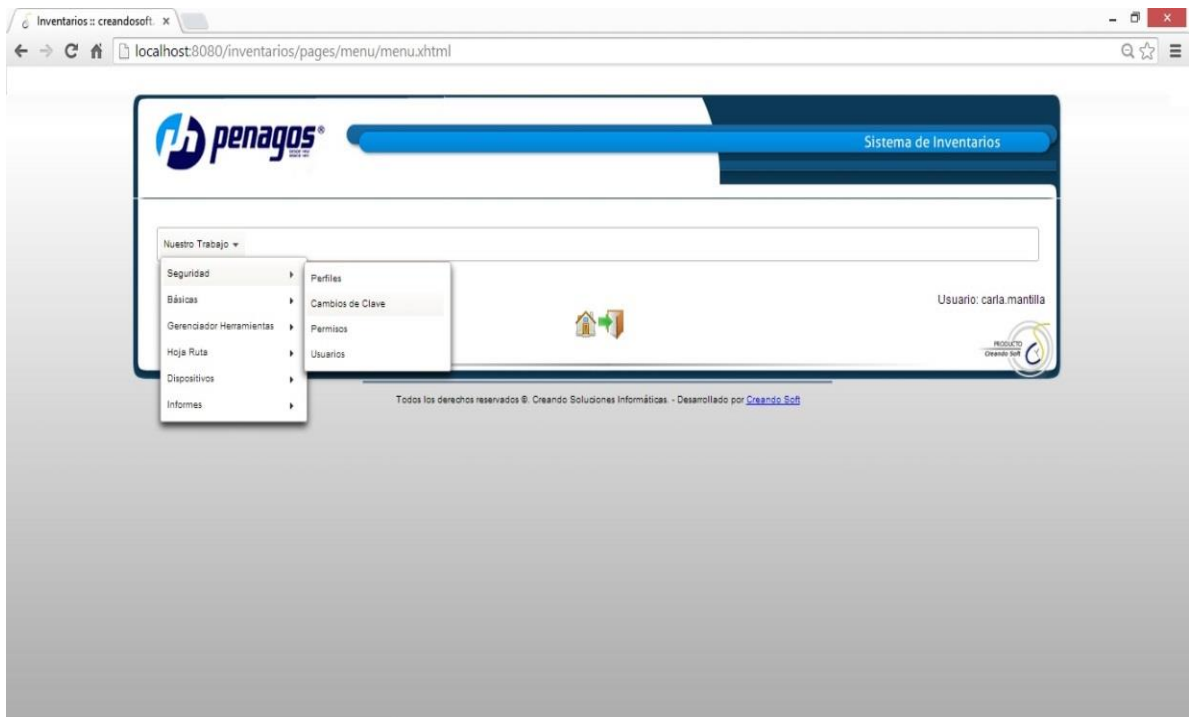 Inventarios :: creandosoft.
localhost:8080/inventarios/pages/menu/menu.xhtml
penagos®
Sistema de Inventarios
Nuestro Trabajo
Seguridad
Básicas
Gerenciador Herramientas
Hoja Ruta
Dispositivos
Informes
Perfiles
Cambios de Clave
Permisos
Usuarios
Usuario: carla.mantilla
PRODUCTO
Creando Soft
Todos los derechos reservados ©. Creando Soluciones Informáticas. - Desarrollado por Creando Soft